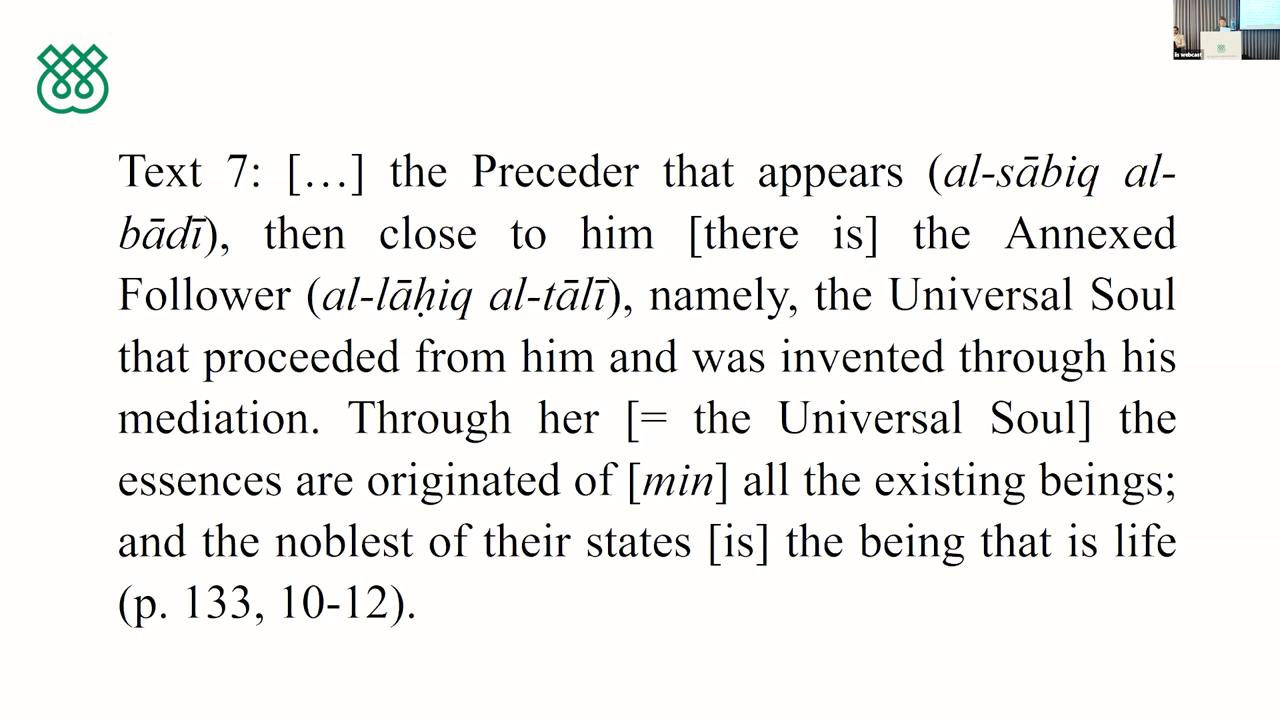 Text 7: […] the Preceder that appears (al-sābiq al-
bādī), then close to him [there is] the Annexed
Follower (al-lāḥiq al-tālī), namely, the Universal Soul
that proceeded from him and was invented through his
mediation. Through her [= the Universal Soul] the
essences are originated of [min] all the existing beings;
and the noblest of their states [is] the being that is life
(p. 133, 10-12).